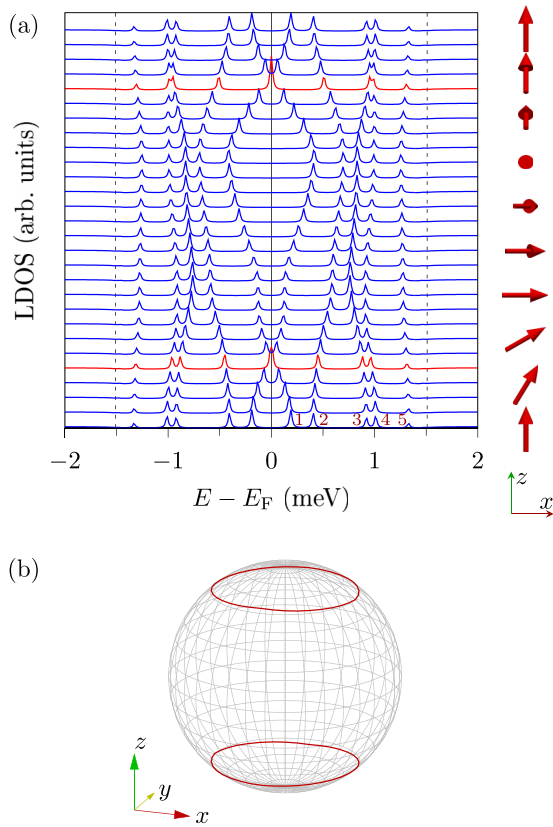 (a)
LDOS (arb. units)
1 2 3 4 5
−2 −1 0 1 2
E − E_F (meV)
z
x
(b)
z
y
x